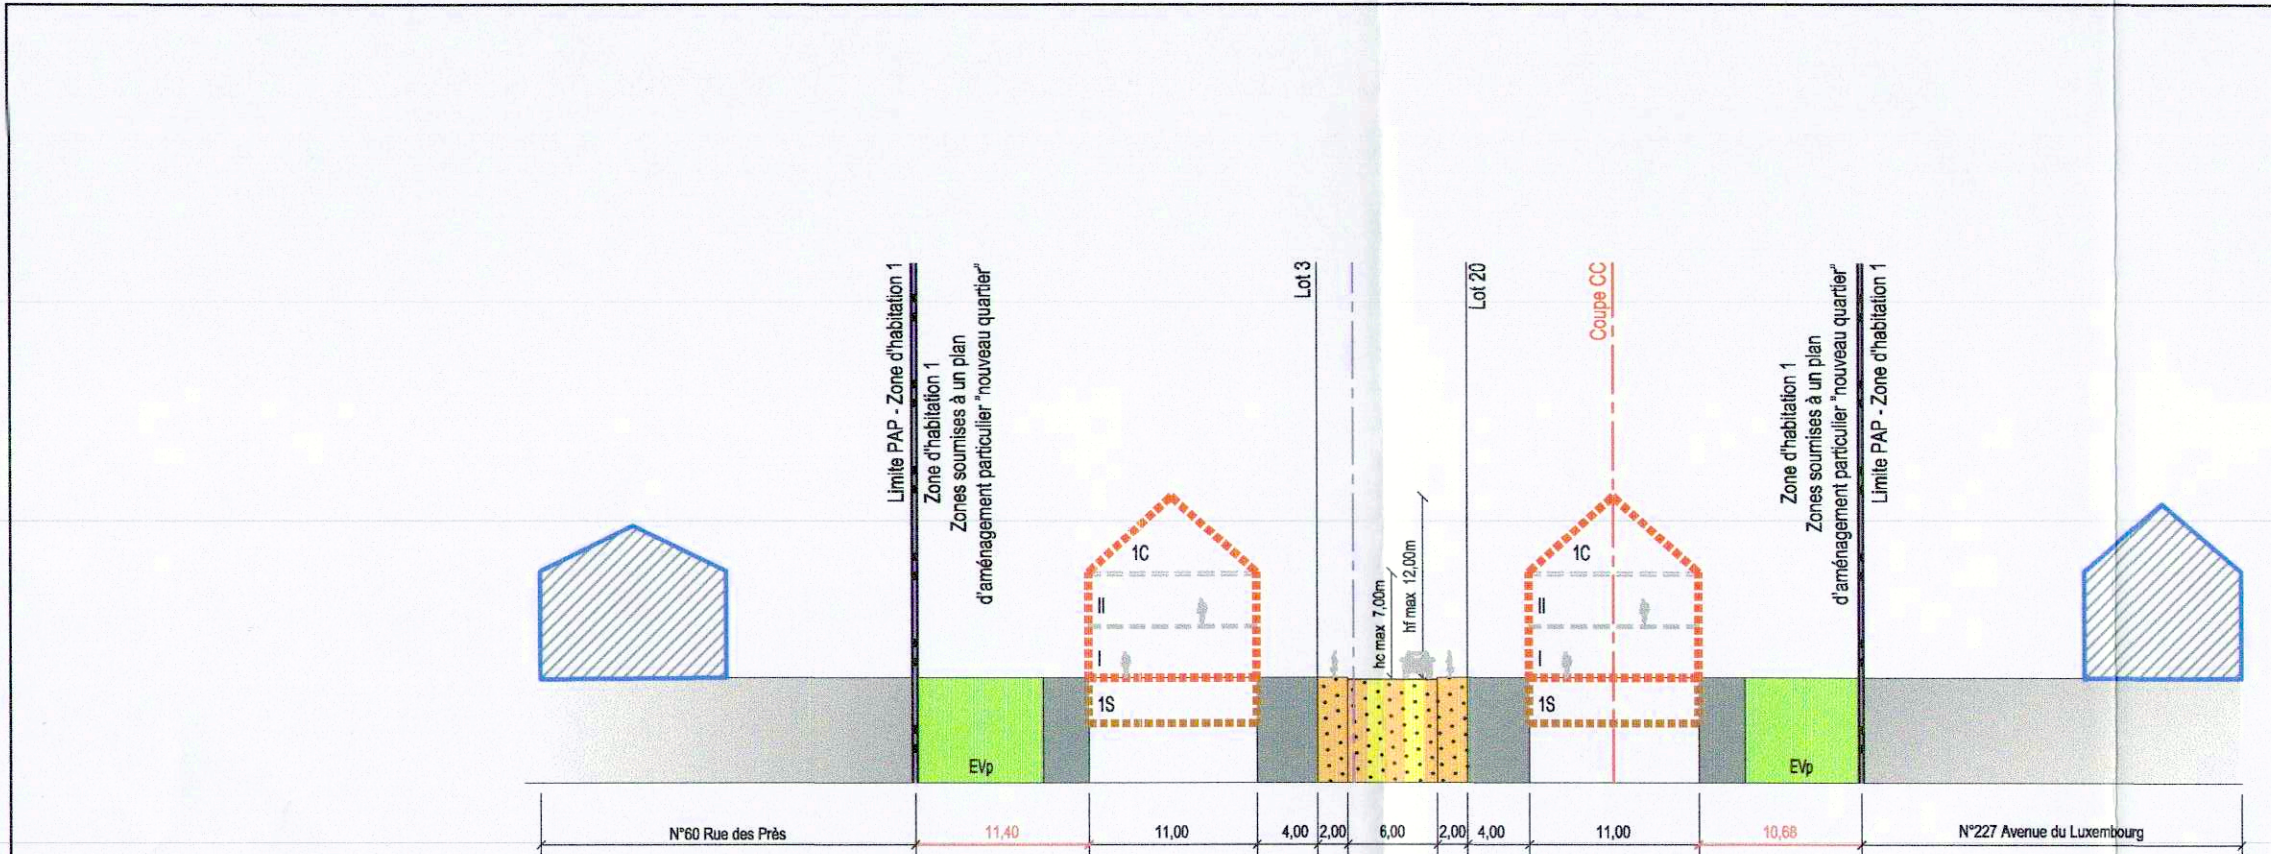 Limite PAP - Zone d'habitation 1
Zone d'habitation 1
Zones soumises à un plan
d'aménagement particulier "nouveau quartier"
Lot 3
Lot 20
Coupe CC
Zone d'habitation 1
Zones soumises à un plan
d'aménagement particulier "nouveau quartier"
Limite PAP - Zone d'habitation 1
1C
II
I
1S
hc max 7,00m
hf max 12,00m
1C
II
I
1S
EVp
EVp
N°60 Rue des Près
11,40
11,00
4,00
2,00
6,00
2,00
4,00
11,00
10,68
N°227 Avenue du Luxembourg